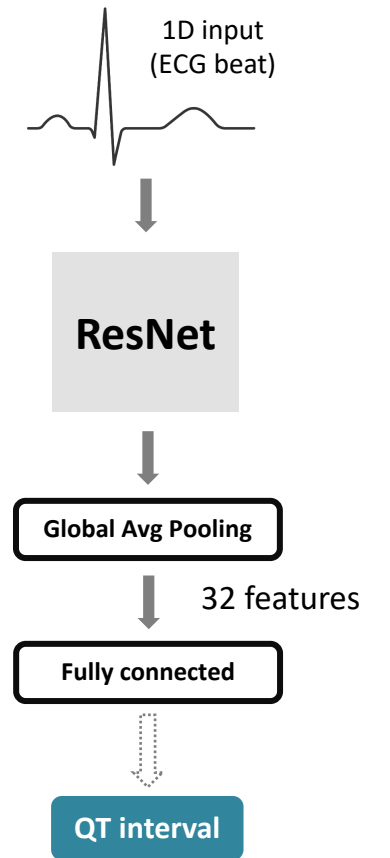 1D input
(ECG beat)
ResNet
Global Avg Pooling
32 features
Fully connected
QT interval